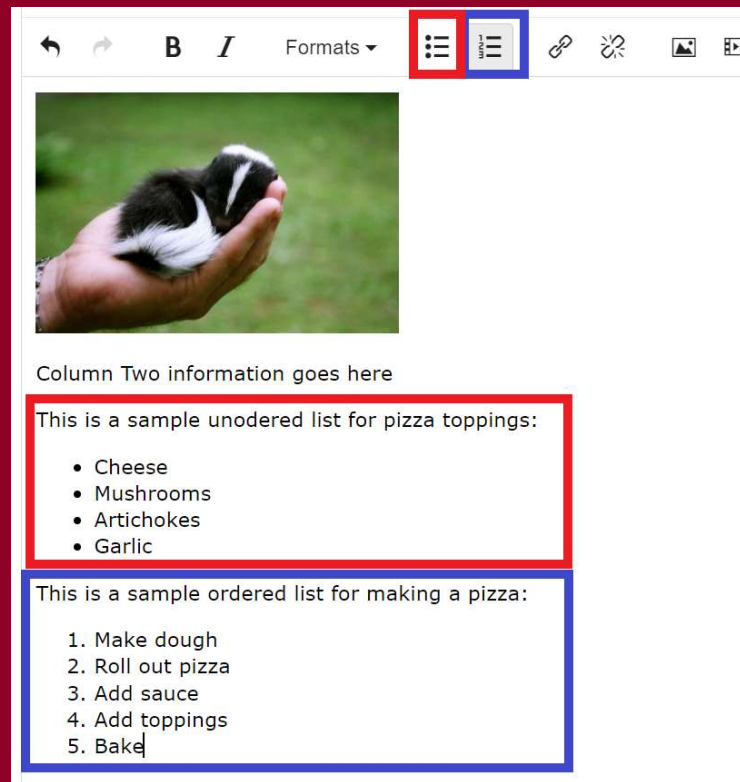 B I Formats
Column Two information goes here
This is a sample unodered list for pizza toppings:
• Cheese
• Mushrooms
• Artichokes
• Garlic
This is a sample ordered list for making a pizza:
1. Make dough
2. Roll out pizza
3. Add sauce
4. Add toppings
5. Bake